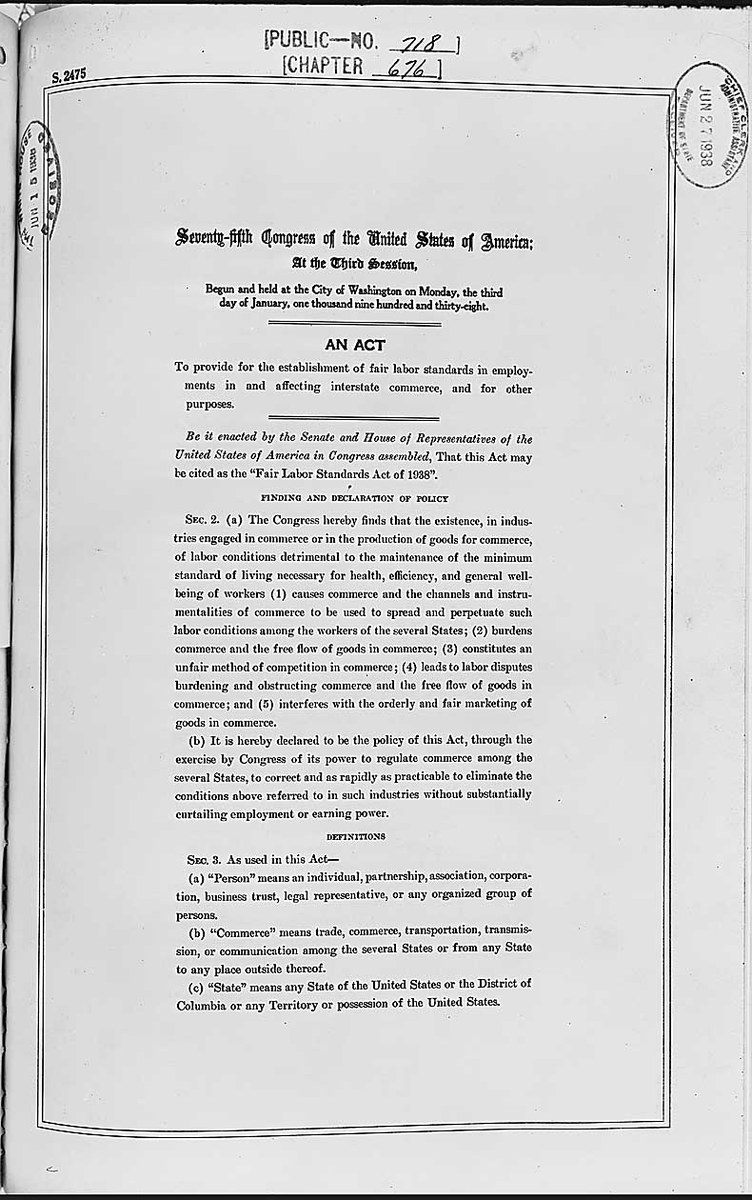 [PUBLIC—NO. 718]
[CHAPTER 676]
S. 2475
CHIEF CLERK AND
ADMINISTRATIVE ASSISTANT
JUN 27 1938
DEPARTMENT OF STATE
HOUSE
JUN 15 1938
RECEIVED
Seventy-fifth Congress of the United States of America;
At the Third Session,
Begun and held at the City of Washington on Monday, the third
day of January, one thousand nine hundred and thirty-eight.
AN ACT
To provide for the establishment of fair labor standards in employ-
ments in and affecting interstate commerce, and for other
purposes.
Be it enacted by the Senate and House of Representatives of the
United States of America in Congress assembled, That this Act may
be cited as the “Fair Labor Standards Act of 1938”.
FINDING AND DECLARATION OF POLICY
SEC. 2. (a) The Congress hereby finds that the existence, in indus-
tries engaged in commerce or in the production of goods for commerce,
of labor conditions detrimental to the maintenance of the minimum
standard of living necessary for health, efficiency, and general well-
being of workers (1) causes commerce and the channels and instru-
mentalities of commerce to be used to spread and perpetuate such
labor conditions among the workers of the several States; (2) burdens
commerce and the free flow of goods in commerce; (3) constitutes an
unfair method of competition in commerce; (4) leads to labor disputes
burdening and obstructing commerce and the free flow of goods in
commerce; and (5) interferes with the orderly and fair marketing of
goods in commerce.
(b) It is hereby declared to be the policy of this Act, through the
exercise by Congress of its power to regulate commerce among the
several States, to correct and as rapidly as practicable to eliminate the
conditions above referred to in such industries without substantially
curtailing employment or earning power.
DEFINITIONS
SEC. 3. As used in this Act—
(a) “Person” means an individual, partnership, association, corpora-
tion, business trust, legal representative, or any organized group of
persons.
(b) “Commerce” means trade, commerce, transportation, transmis-
sion, or communication among the several States or from any State
to any place outside thereof.
(c) “State” means any State of the United States or the District of
Columbia or any Territory or possession of the United States.